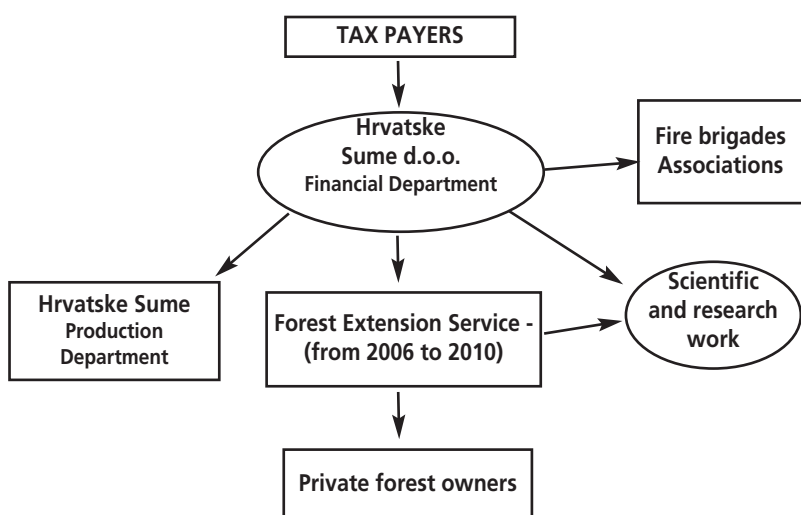 TAX PAYERS
Hrvatske
Sume d.o.o.
Financial Department
Fire brigades
Associations
Hrvatske Sume
Production
Department
Forest Extension Service -
(from 2006 to 2010)
Scientific
and research
work
Private forest owners